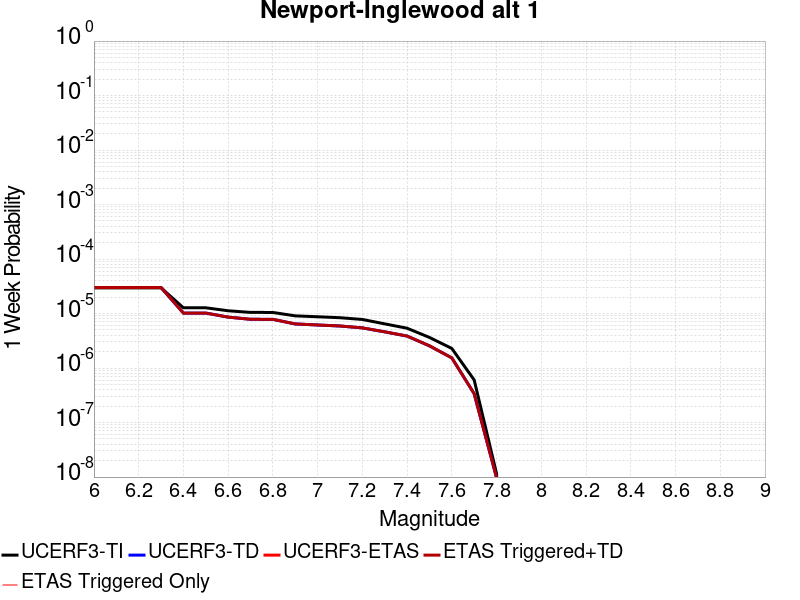 Newport-Inglewood alt 1
10^0
10^-1
10^-2
10^-3
10^-4
10^-5
10^-6
10^-7
10^-8
1 Week Probability
6 6.2 6.4 6.6 6.8 7 7.2 7.4 7.6 7.8 8 8.2 8.4 8.6 8.8 9
Magnitude
UCERF3-TI UCERF3-TD UCERF3-ETAS ETAS Triggered+TD
ETAS Triggered Only